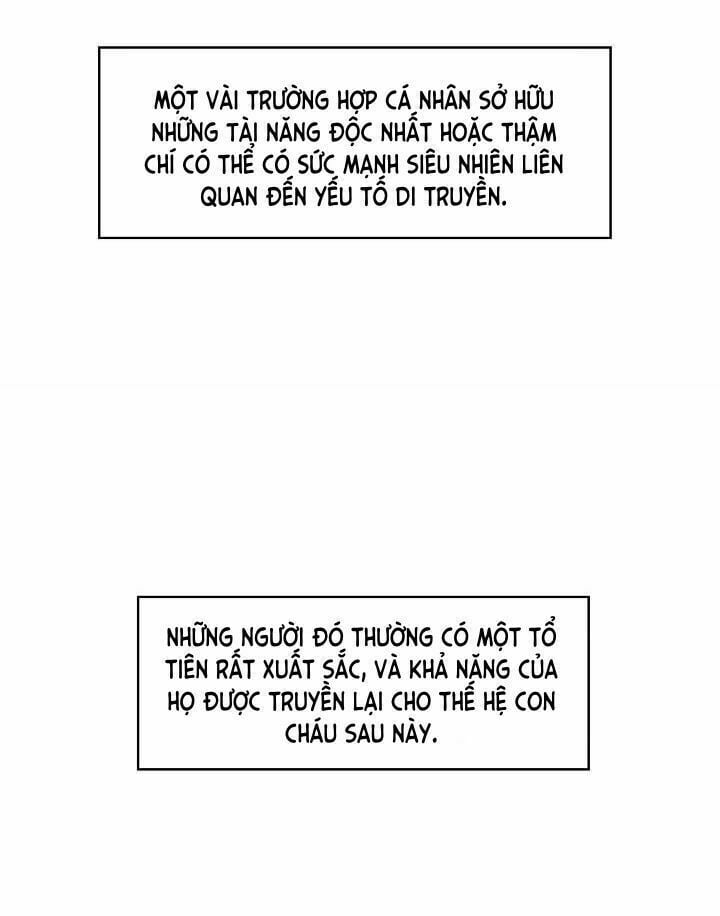 MỘT VÀI TRƯỜNG HỢP CÁ NHÂN SỞ HỮU
NHỮNG TÀI NĂNG ĐỘC NHẤT HOẶC THẬM
CHÍ CÓ THỂ CÓ SỨC MẠNH SIÊU NHIÊN LIÊN
QUAN ĐẾN YẾU TỐ DI TRUYỀN.
NHỮNG NGƯỜI ĐÓ THƯỜNG CÓ MỘT TỔ
TIÊN RẤT XUẤT SẮC, VÀ KHẢ NĂNG CỦA
HỌ ĐƯỢC TRUYỀN LẠI CHO THẾ HỆ CON
CHÁU SAU NÀY.